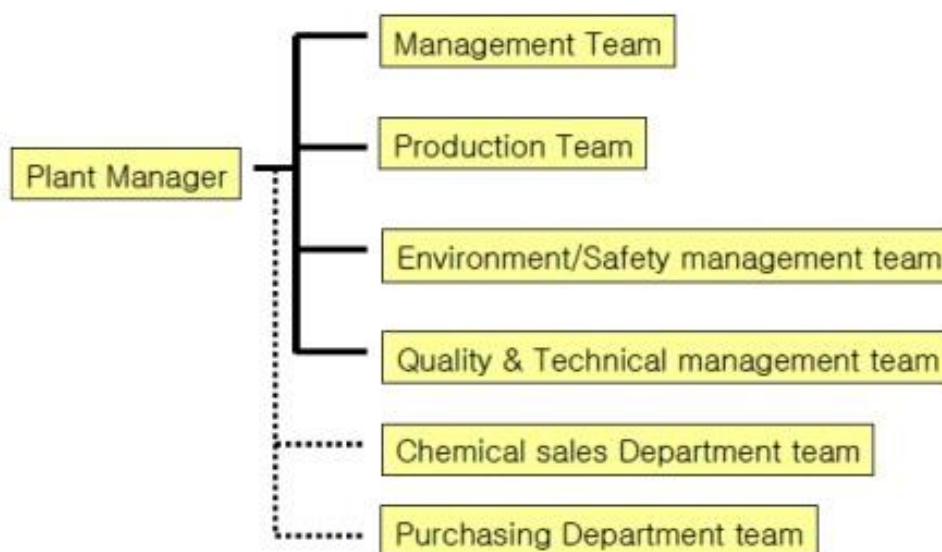 Management Team
Production Team
Plant Manager
Environment/Safety management team
Quality & Technical management team
Chemical sales Department team
Purchasing Department team